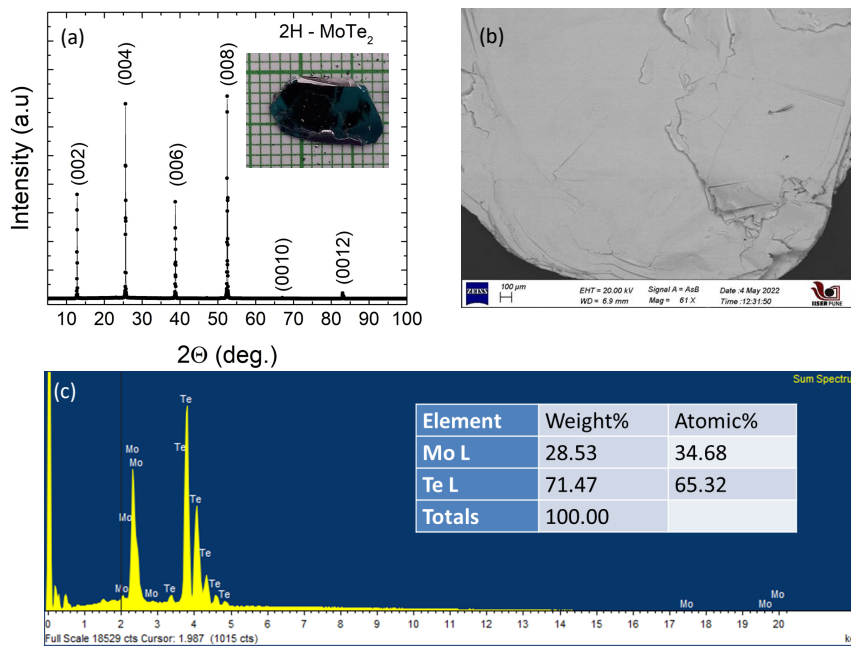 (a)
2H - MoTe2
(002)
(004)
(006)
(008)
(0010)
(0012)
Intensity (a.u)
10 20 30 40 50 60 70 80 90 100
2Θ (deg.)
(b)
ZEISS
100 µm
EHT = 20.00 kV Signal A = AsB Date :4 May 2022
WD = 6.9 mm Mag = 61 X Time :12:31:50
IISER PUNE
(c)
Sum Spectru
Element Weight% Atomic%
Mo L 28.53 34.68
Te L 71.47 65.32
Totals 100.00
Te
Te
Mo
Mo
Te
Mo
Te
Te
Mo
Mo
Te
Te
Mo
Mo
Mo
0 1 2 3 4 5 6 7 8 9 10 11 12 13 14 15 16 17 18 19 20
Full Scale 18529 cts Cursor: 1.987 (1015 cts)
ke